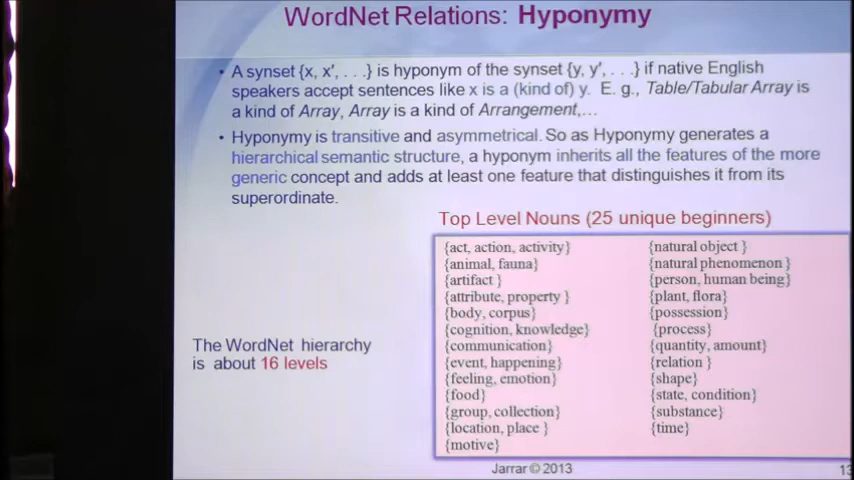 WordNet Relations: Hyponymy
• A synset {x, x′, . . .} is hyponym of the synset {y, y′, . . .} if native English
speakers accept sentences like x is a (kind of) y. E. g., Table/Tabular Array is
a kind of Array, Array is a kind of Arrangement,…
• Hyponymy is transitive and asymmetrical. So as Hyponymy generates a
hierarchical semantic structure, a hyponym inherits all the features of the more
generic concept and adds at least one feature that distinguishes it from its
superordinate.
Top Level Nouns (25 unique beginners)
{act, action, activity}
{animal, fauna}
{artifact }
{attribute, property }
{body, corpus}
{cognition, knowledge}
{communication}
{event, happening}
{feeling, emotion}
{food}
{group, collection}
{location, place }
{motive}
{natural object }
{natural phenomenon }
{person, human being}
{plant, flora}
{possession}
{process}
{quantity, amount}
{relation }
{shape}
{state, condition}
{substance}
{time}
The WordNet hierarchy
is about 16 levels
Jarrar © 2013
13